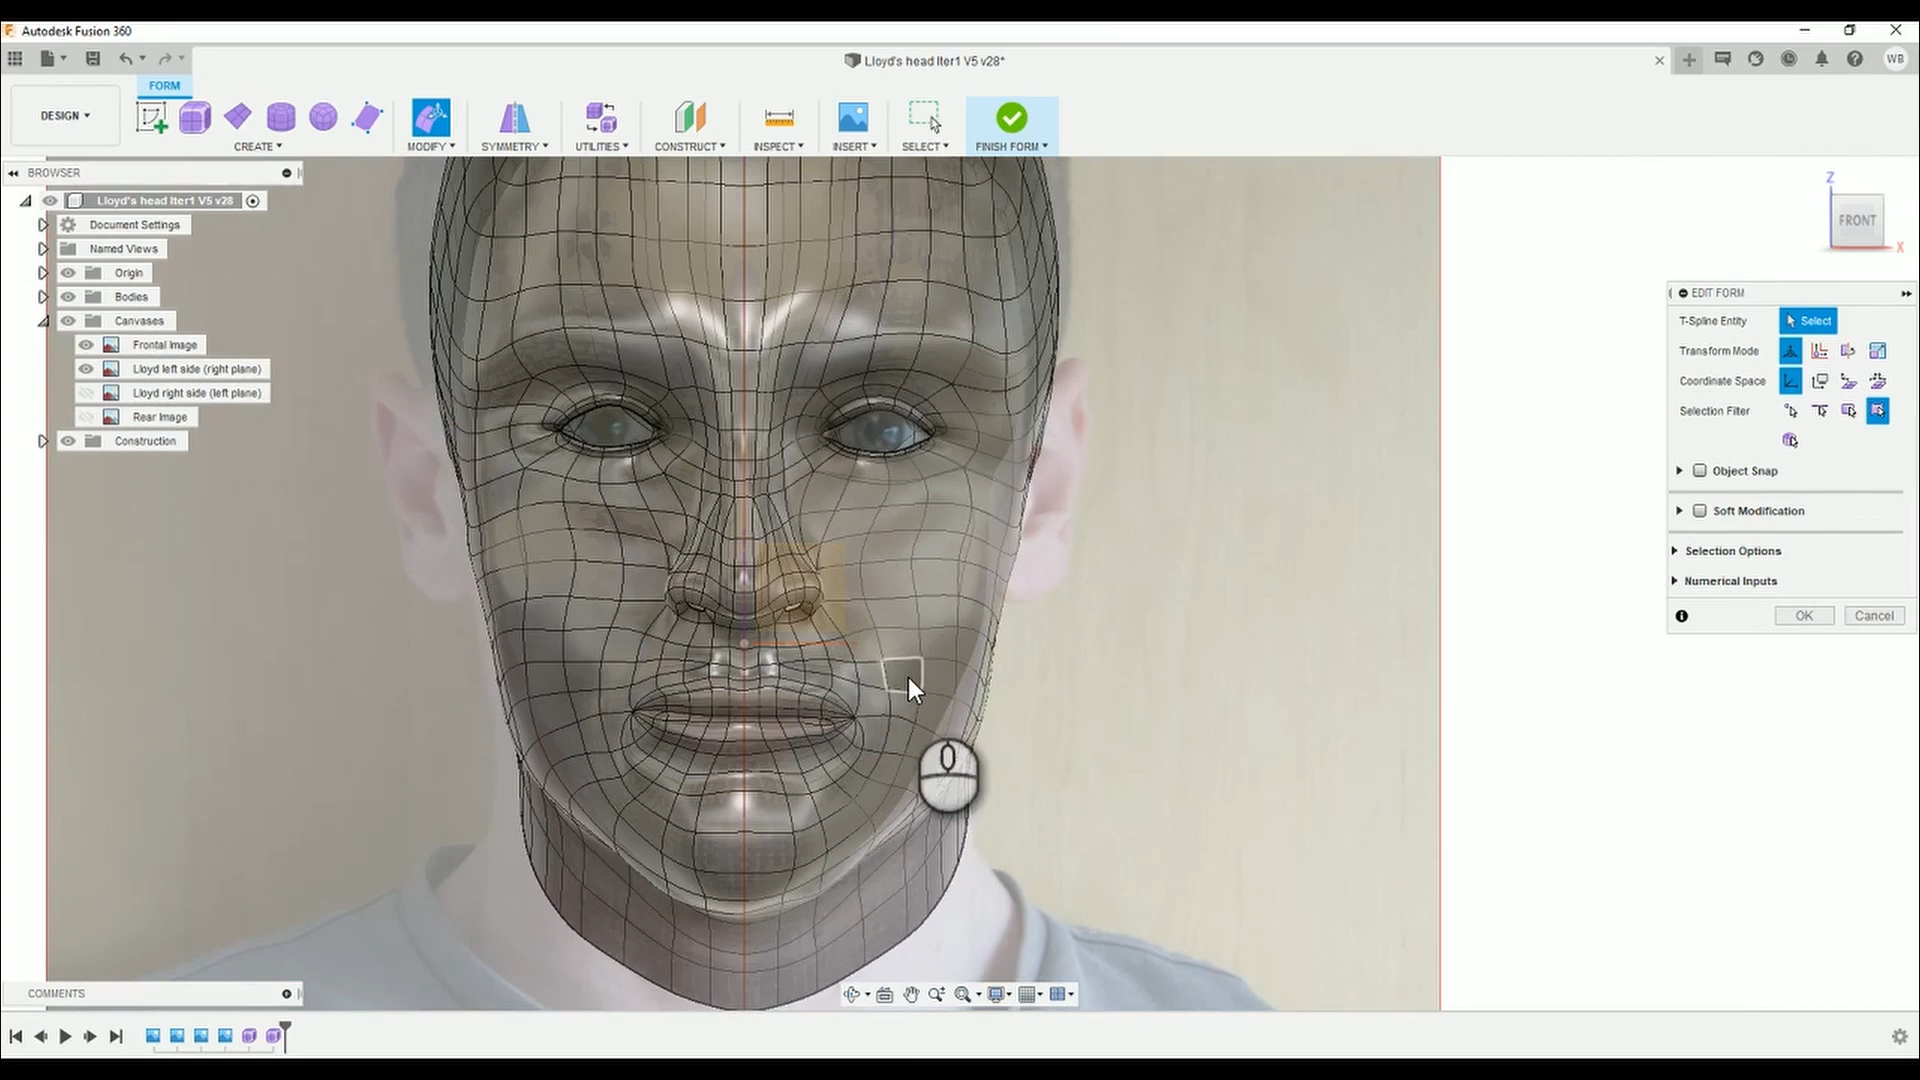 Autodesk Fusion 360
Lloyd's head Iter1 V5 v28*
WB
FORM
DESIGN
CREATE
MODIFY
SYMMETRY
UTILITIES
CONSTRUCT
INSPECT
INSERT
SELECT
FINISH FORM
BROWSER
Lloyd's head Iter1 V5 v28
Document Settings
Named Views
Origin
Bodies
Canvases
Frontal Image
Lloyd left side (right plane)
Lloyd right side (left plane)
Rear Image
Construction
Z
FRONT
X
EDIT FORM
T-Spline Entity
Select
Transform Mode
Coordinate Space
Selection Filter
Object Snap
Soft Modification
Selection Options
Numerical Inputs
OK
Cancel
COMMENTS